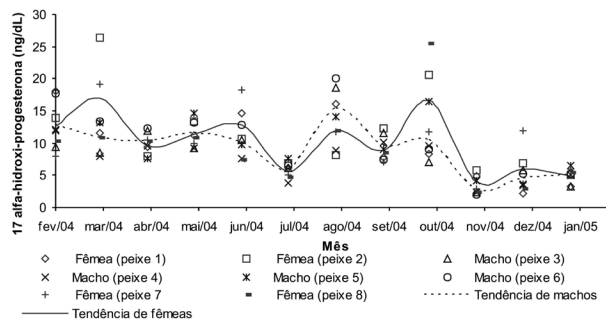 17 alfa-hidroxi-progesterona (ng/dL)
30
25
20
15
10
5
0
fev/04 mar/04 abr/04 mai/04 jun/04 jul/04 ago/04 set/04 out/04 nov/04 dez/04 jan/05
Mês
Fêmea (peixe 1) Fêmea (peixe 2) Macho (peixe 3)
Macho (peixe 4) Macho (peixe 5) Macho (peixe 6)
Fêmea (peixe 7 Fêmea (peixe 8) Tendência de machos
Tendência de fêmeas